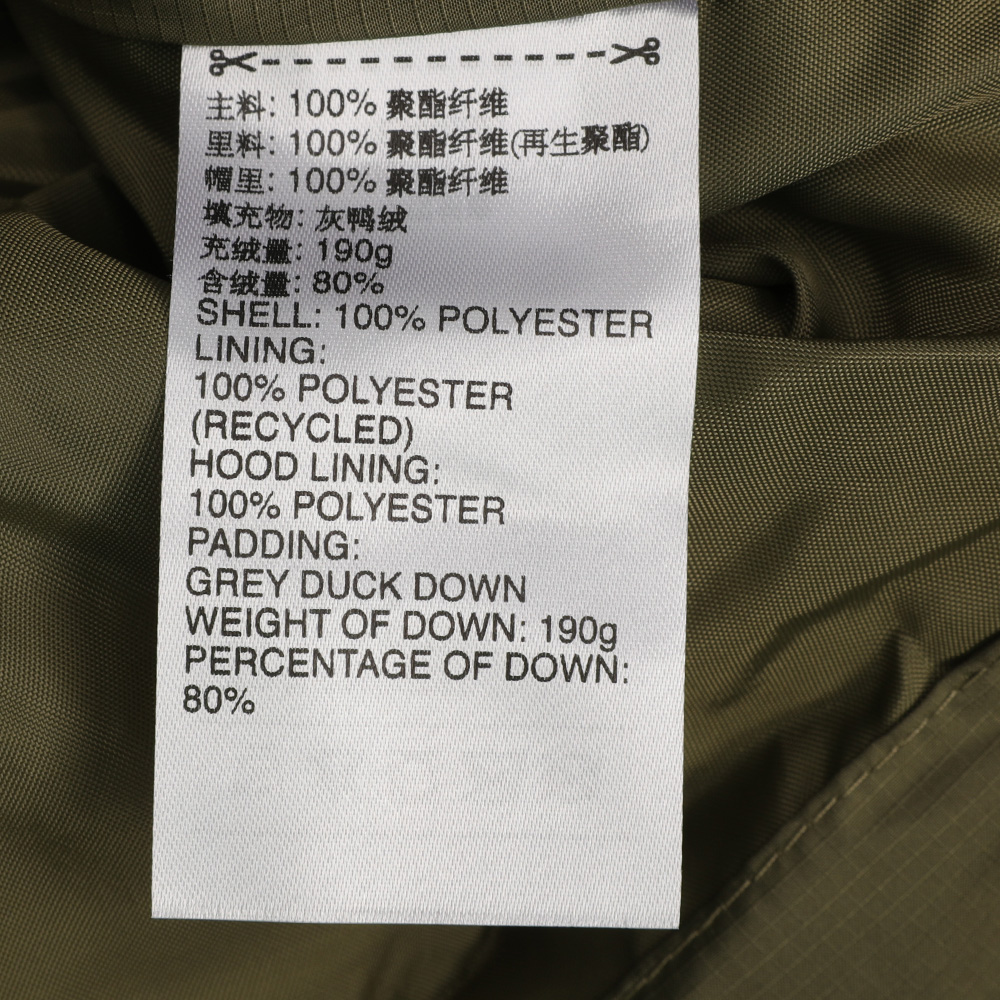 主料: 100% 聚酯纤维
里料: 100% 聚酯纤维(再生聚酯)
帽里: 100% 聚酯纤维
填充物: 灰鸭绒
充绒量: 190g
含绒量: 80%
SHELL: 100% POLYESTER
LINING:
100% POLYESTER
(RECYCLED)
HOOD LINING:
100% POLYESTER
PADDING:
GREY DUCK DOWN
WEIGHT OF DOWN: 190g
PERCENTAGE OF DOWN:
80%